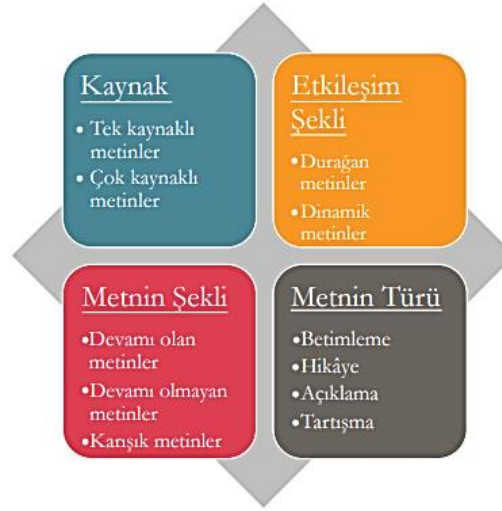 Kaynak
• Tek kaynaklı
metinler
• Çok kaynaklı
metinler
Etkileşim
Şekli
•Durağan
metinler
•Dinamik
metinler
Metnin Şekli
•Devamı olan
metinler
•Devamı olmayan
metinler
•Karışık metinler
Metnin Türü
•Betimleme
•Hikâye
•Açıklama
•Tartışma